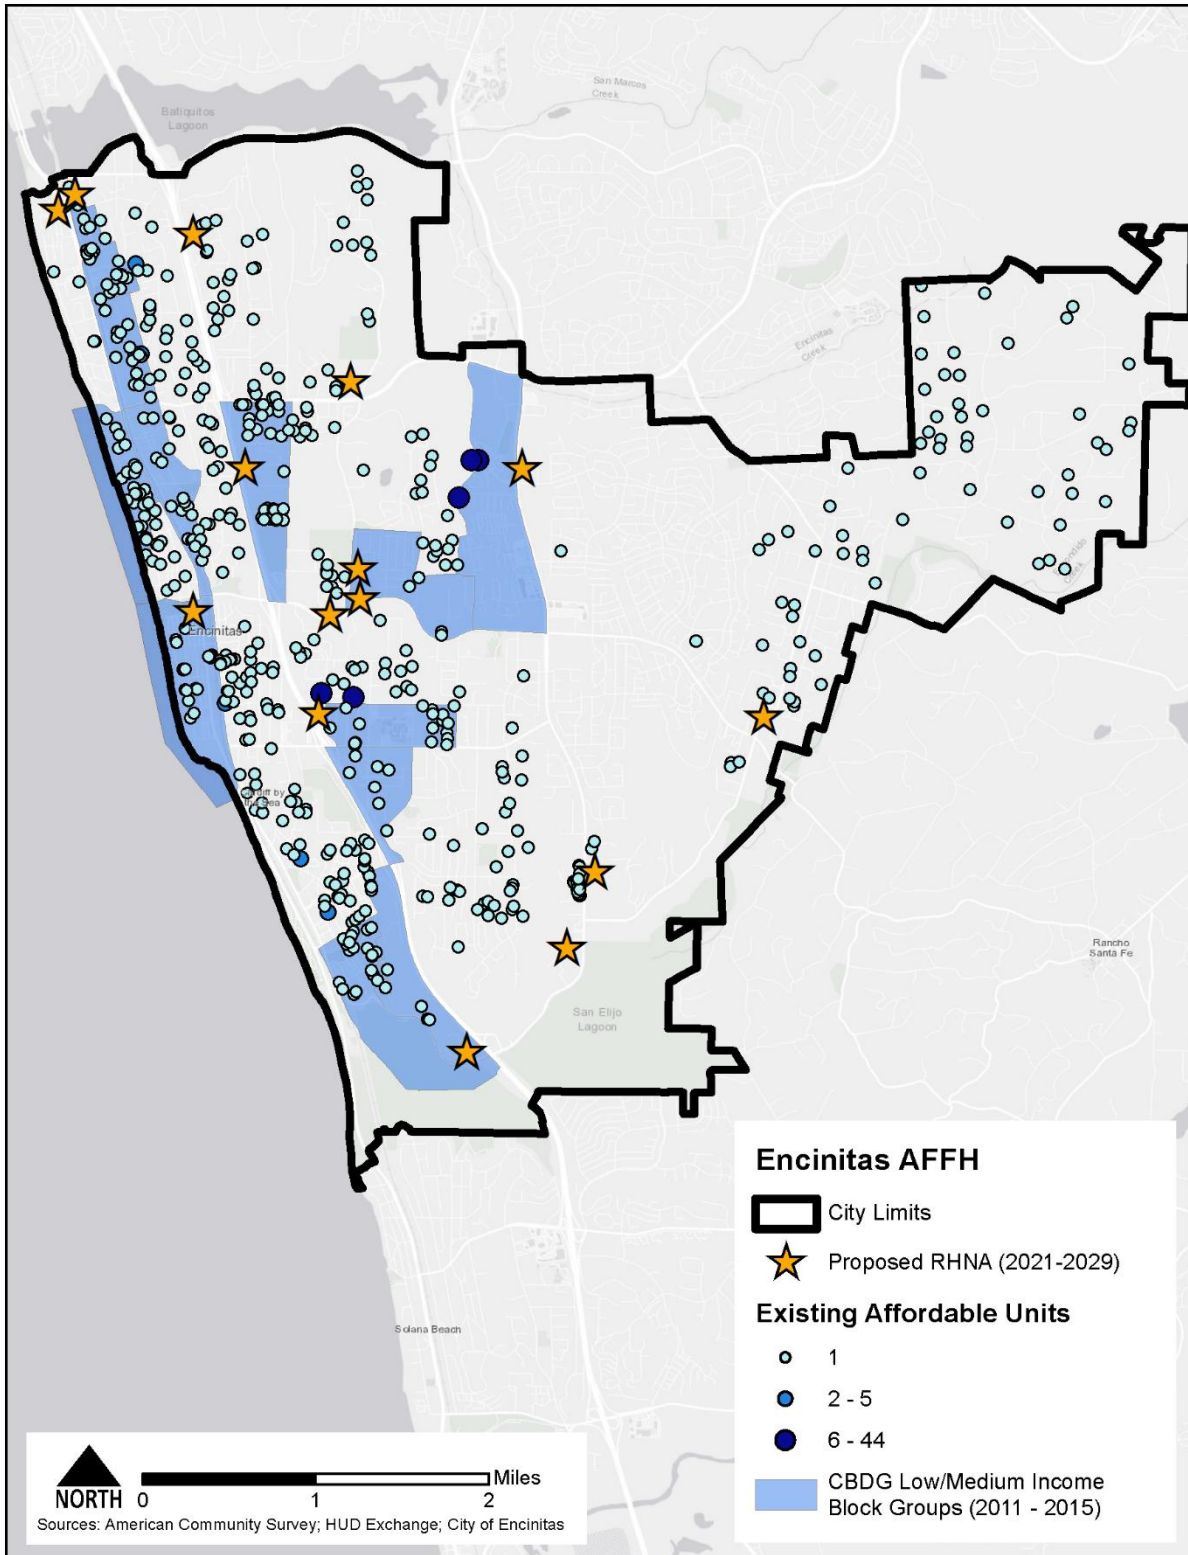 San Marcos
Creek
Batiquitos
Lagoon
Encinitas
Creek
Escondido
Creek
Encinitas
Cardiff by
the Sea
Rancho
Santa Fe
San Elijo
Lagoon
Solana Beach
Encinitas AFFH
City Limits
Proposed RHNA (2021-2029)
Existing Affordable Units
1
2 - 5
6 - 44
CBDG Low/Medium Income
Block Groups (2011 - 2015)
NORTH
0 1 2
Miles
Sources: American Community Survey; HUD Exchange; City of Encinitas